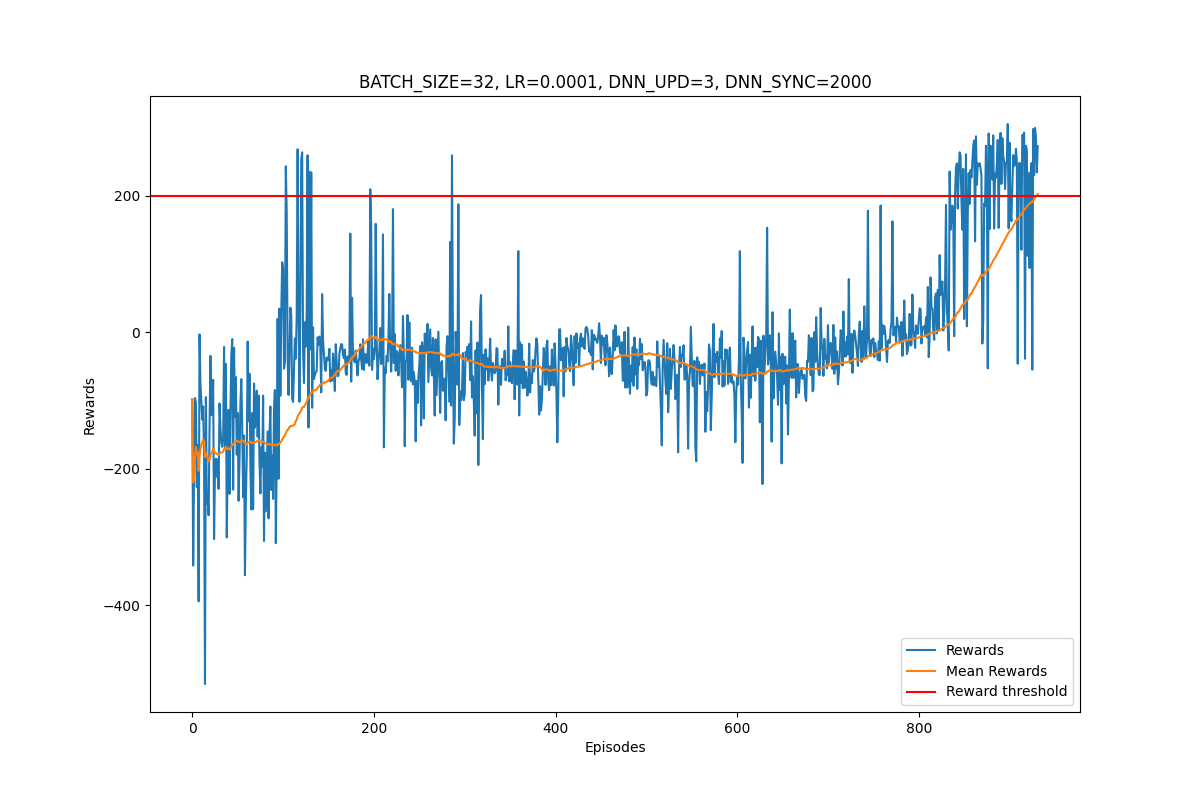 BATCH_SIZE=32, LR=0.0001, DNN_UPD=3, DNN_SYNC=2000
200
0
−200
−400
Rewards
0 200 400 600 800
Episodes
Rewards
Mean Rewards
Reward threshold